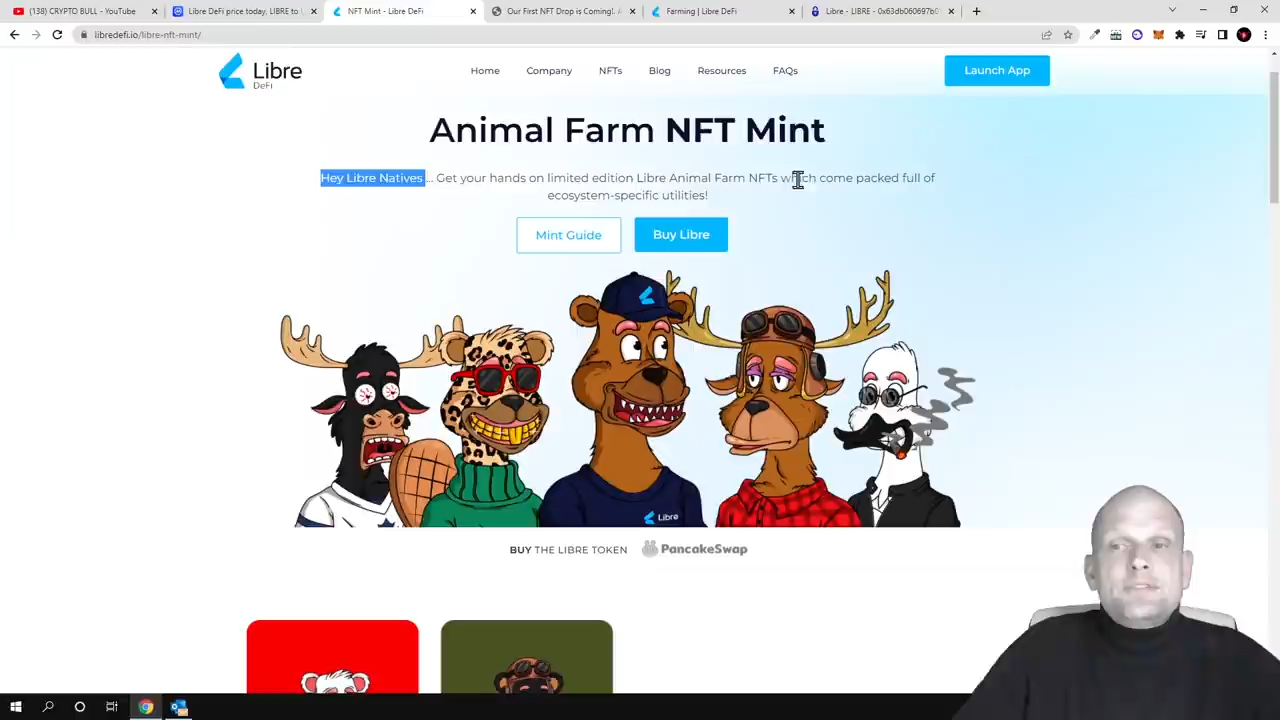 (138) CRYPTO BULL - YouTube
Libre DeFi price today, LIBRE to
NFT Mint - Libre DeFi
Our First NFT Drop is Coming!.
Farming | Libre DeFi
Libre - LIBRE - 0x63db060697b
libredefi.io/libre-nft-mint/
Libre
DeFi
Home
Company
NFTs
Blog
Resources
FAQs
Launch App
Animal Farm NFT Mint
Hey Libre Natives ... Get your hands on limited edition Libre Animal Farm NFTs which come packed full of
ecosystem-specific utilities!
Mint Guide
Buy Libre
Libre
BUY THE LIBRE TOKEN
PancakeSwap